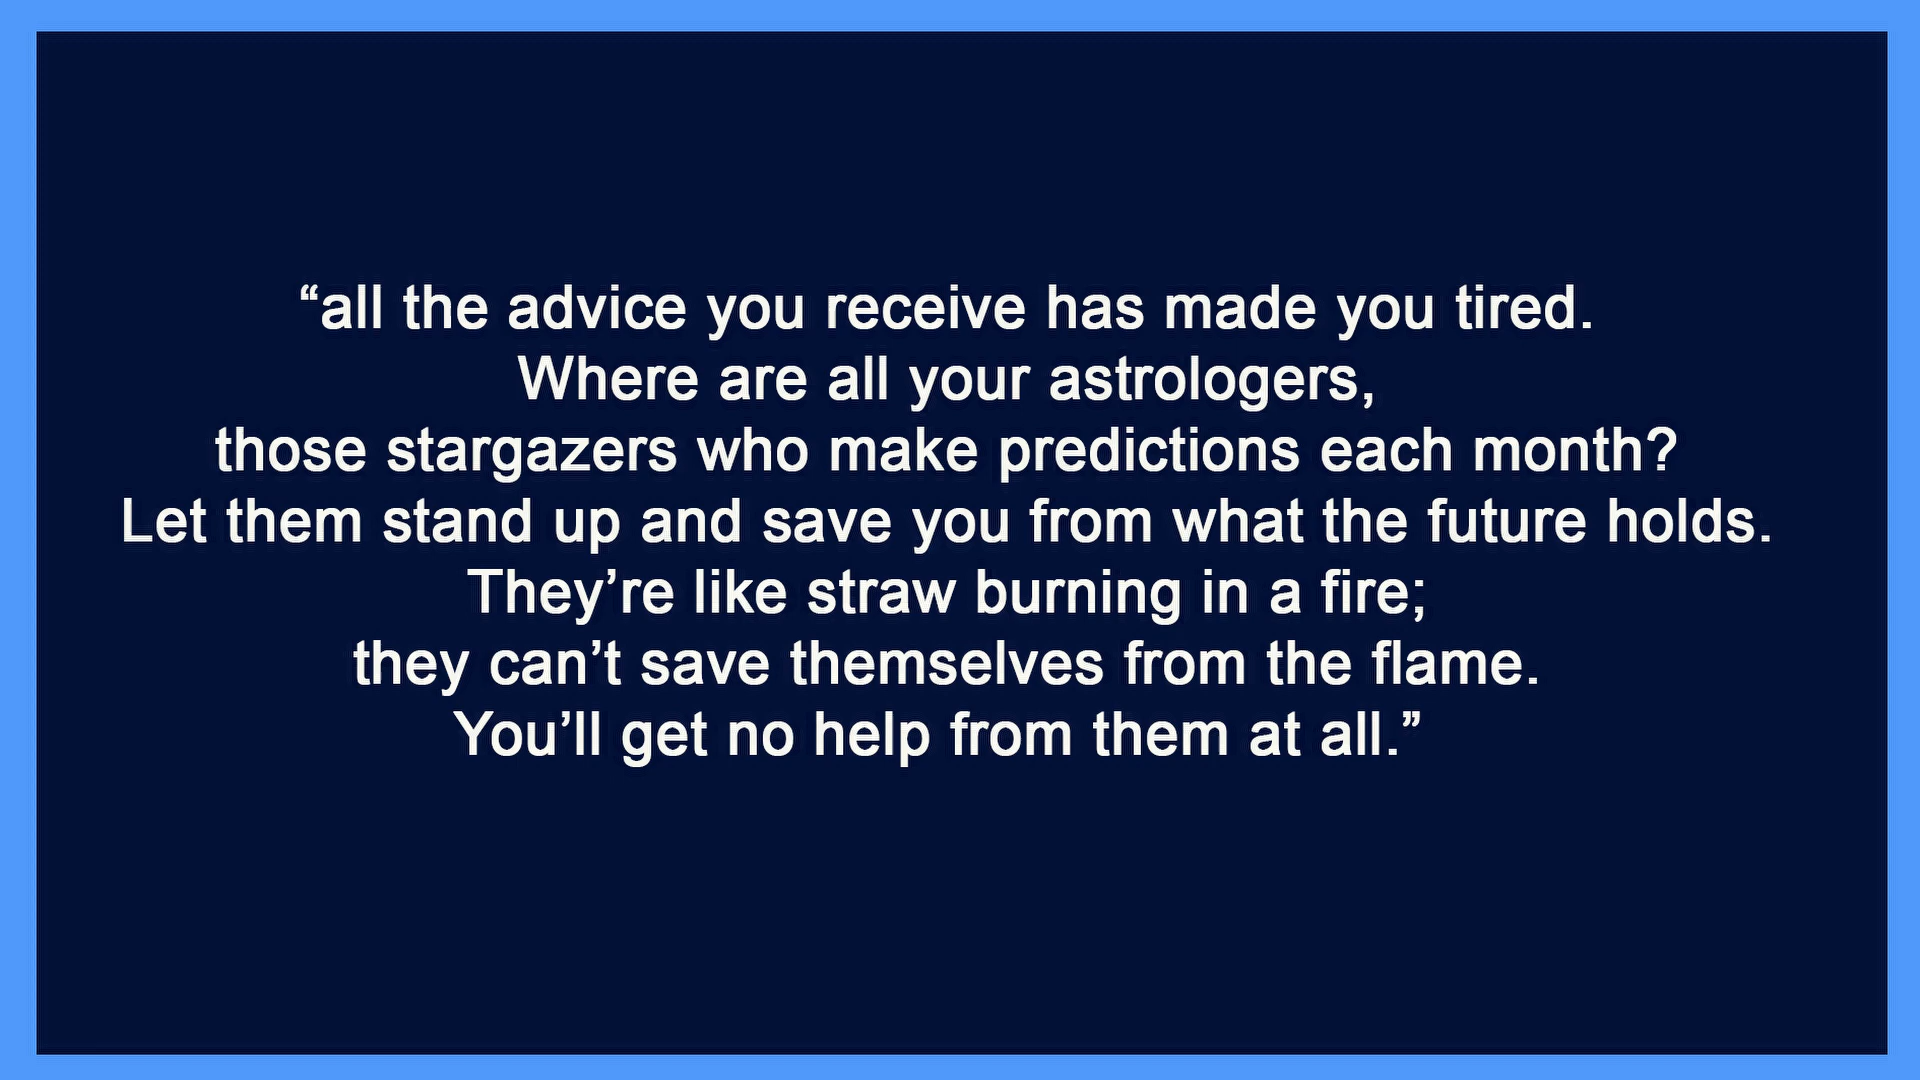 “all the advice you receive has made you tired.
Where are all your astrologers,
those stargazers who make predictions each month?
Let them stand up and save you from what the future holds.
They’re like straw burning in a fire;
they can’t save themselves from the flame.
You’ll get no help from them at all.”